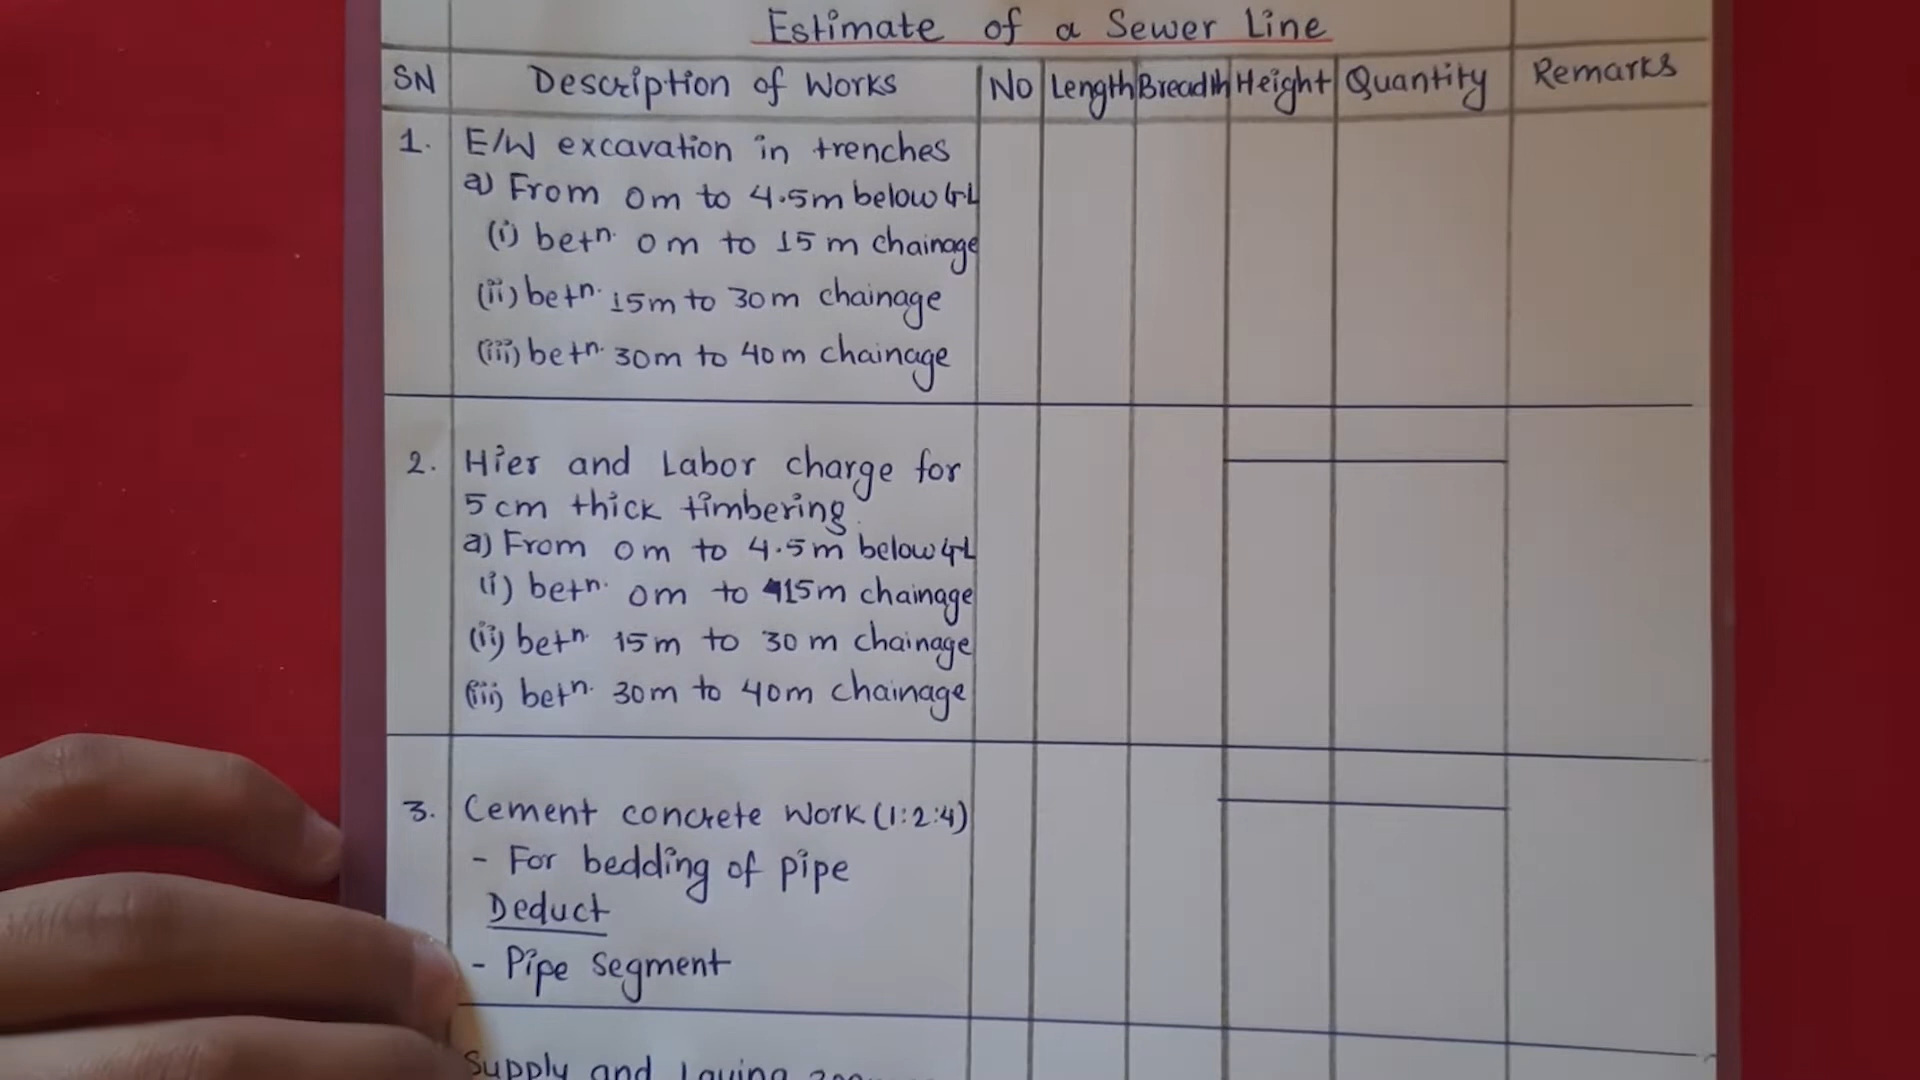 Estimate of a Sewer Line
SN Description of Works No Length Breadth Height Quantity Remarks
1. E/W excavation in trenches
a) From 0m to 4.5m below GL
(i) betn. 0m to 15m chainage
(ii) betn. 15m to 30m chainage
(iii) betn. 30m to 40m chainage
2. Hier and Labor charge for
5cm thick timbering.
a) From 0m to 4.5m below GL
(i) betn. 0m to 15m chainage
(ii) betn. 15m to 30m chainage
(iii) betn. 30m to 40m chainage
3. Cement concrete Work (1:2:4)
- For bedding of pipe
Deduct
- Pipe Segment
Supply and Laying